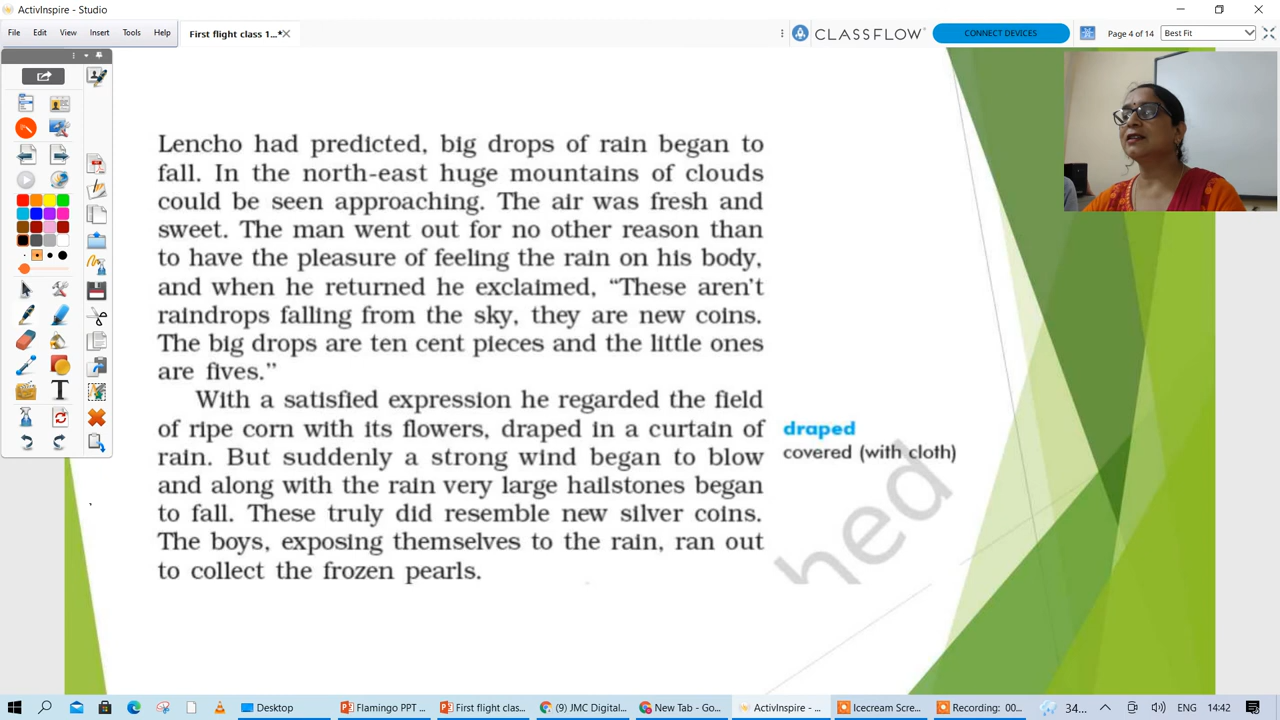 ActivInspire - Studio
File Edit View Insert Tools Help
First flight class 1...*
CLASSFLOW
CONNECT DEVICES
Page 4 of 14
Best Fit
Lencho had predicted, big drops of rain began to
fall. In the north-east huge mountains of clouds
could be seen approaching. The air was fresh and
sweet. The man went out for no other reason than
to have the pleasure of feeling the rain on his body,
and when he returned he exclaimed, “These aren’t
raindrops falling from the sky, they are new coins.
The big drops are ten cent pieces and the little ones
are fives.”
With a satisfied expression he regarded the field
of ripe corn with its flowers, draped in a curtain of
rain. But suddenly a strong wind began to blow
and along with the rain very large hailstones began
to fall. These truly did resemble new silver coins.
The boys, exposing themselves to the rain, ran out
to collect the frozen pearls.
draped
covered (with cloth)
hed
Desktop
Flamingo PPT ...
First flight clas...
(9) JMC Digital...
New Tab - Go...
ActivInspire - ...
Icecream Scre...
Recording: 00...
34...
ENG
14:42